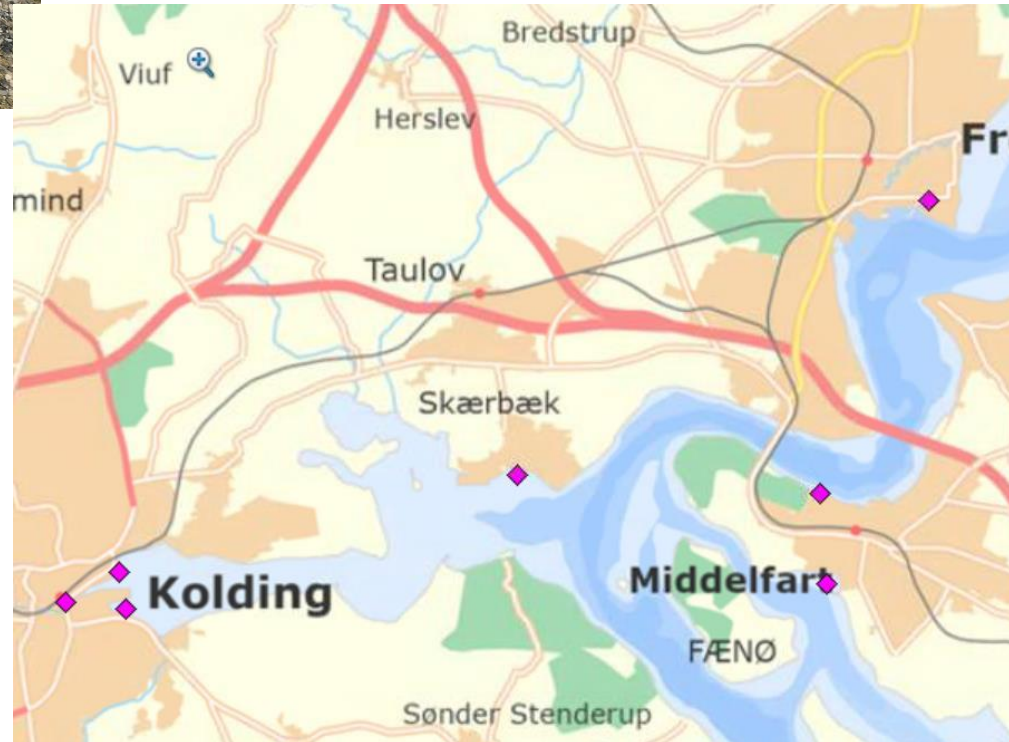 Bredstrup
Viuf
Herslev
Fr
mind
Taulov
Skærbæk
Kolding
Middelfart
FÆNØ
Sønder Stenderup